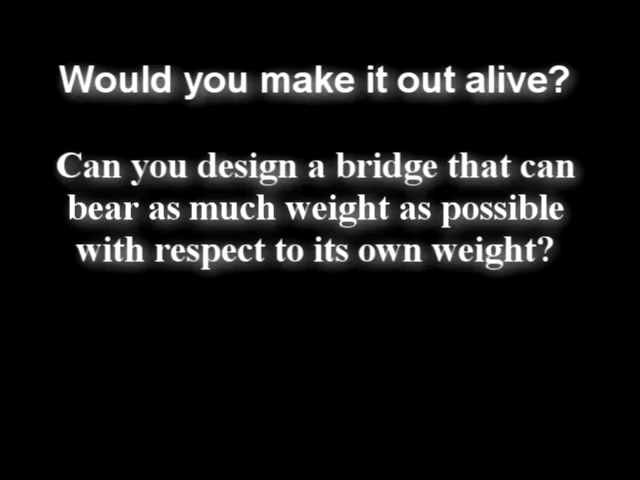 Would you make it out alive?
Can you design a bridge that can
bear as much weight as possible
with respect to its own weight?